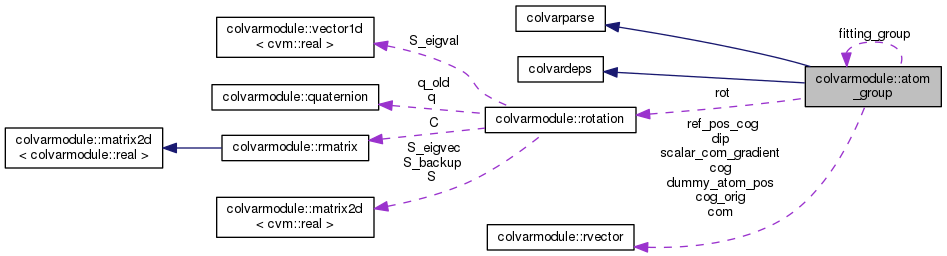 colvarmodule::vector1d
< cvm::real >
colvarparse
fitting_group
S_eigval
colvardeps
colvarmodule::atom
_group
q_old
q
colvarmodule::quaternion
rot
colvarmodule::rotation
C
ref_pos_cog
dip
scalar_com_gradient
cog
dummy_atom_pos
cog_orig
com
colvarmodule::matrix2d
< colvarmodule::real >
colvarmodule::rmatrix
S_eigvec
S_backup
S
colvarmodule::matrix2d
< cvm::real >
colvarmodule::rvector